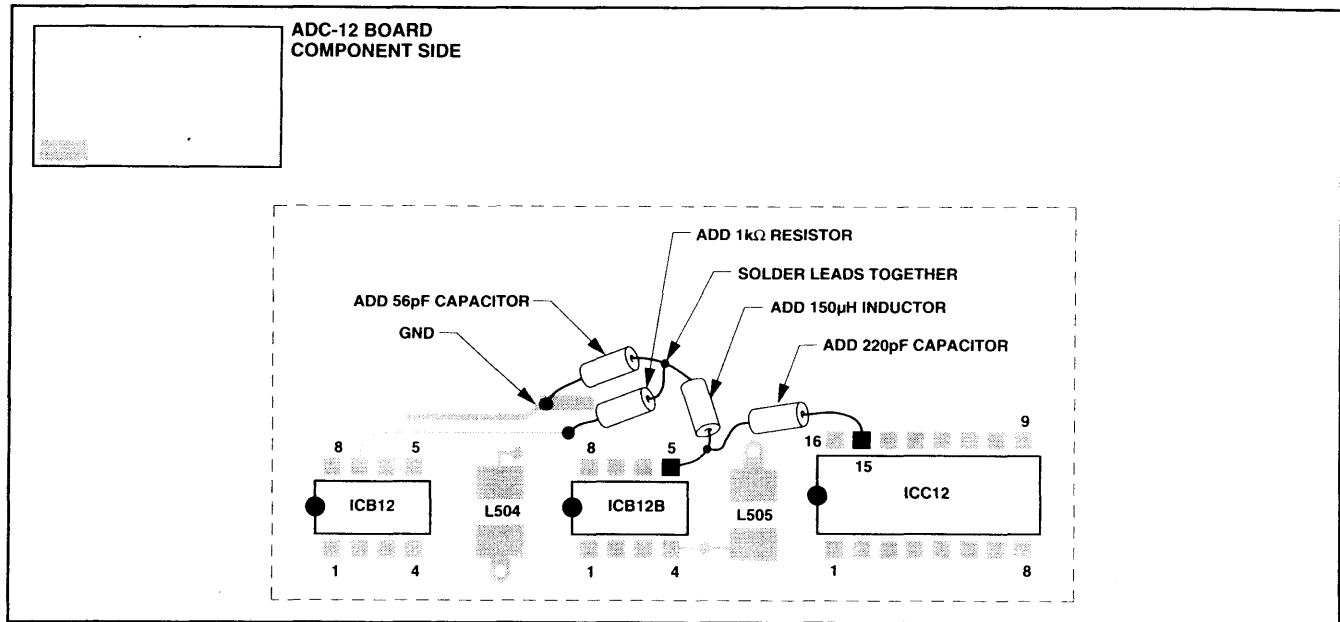 ADC-12 BOARD
COMPONENT SIDE
ADD 1kΩ RESISTOR
SOLDER LEADS TOGETHER
ADD 56pF CAPACITOR
ADD 150µH INDUCTOR
GND
ADD 220pF CAPACITOR
8 5 8 5 16 15 9
ICB12 L504 ICB12B L505 ICC12
1 4 1 4 1 8